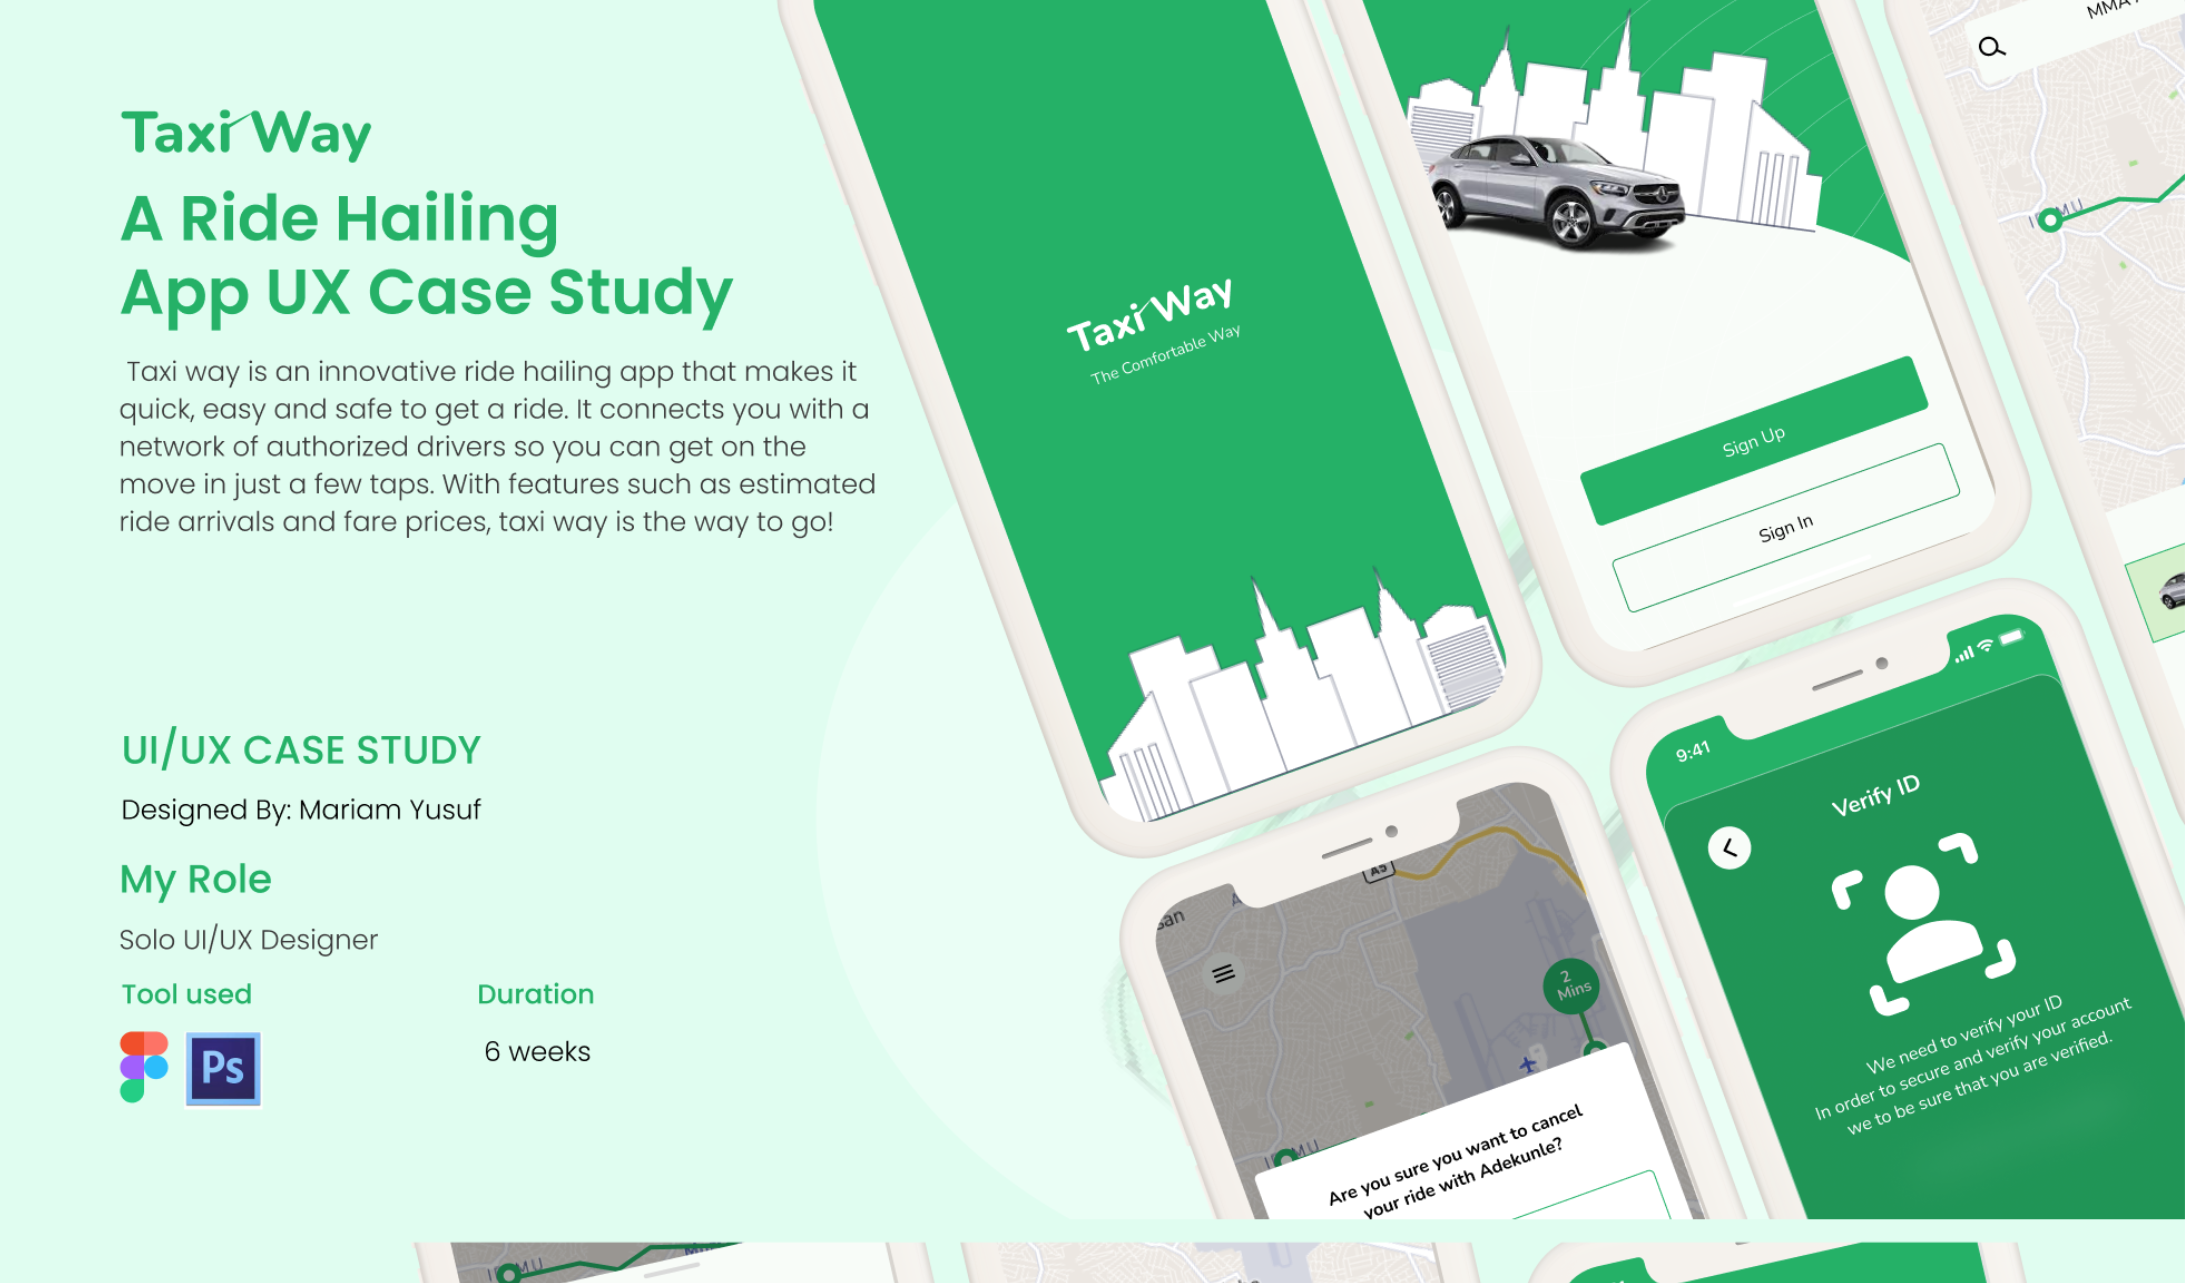 Taxi Way
A Ride Hailing
App UX Case Study
Taxi way is an innovative ride hailing app that makes it
quick, easy and safe to get a ride. It connects you with a
network of authorized drivers so you can get on the
move in just a few taps. With features such as estimated
ride arrivals and fare prices, taxi way is the way to go!
UI/UX CASE STUDY
Designed By: Mariam Yusuf
My Role
Solo UI/UX Designer
Tool used
Duration
Ps
6 weeks
Taxi Way
The Comfortable Way
Sign Up
Sign In
9:41
Verify ID
We need to verify your ID
In order to secure and verify your account
we to be sure that you are verified.
A5
2
Mins
Are you sure you want to cancel
your ride with Adekunle?